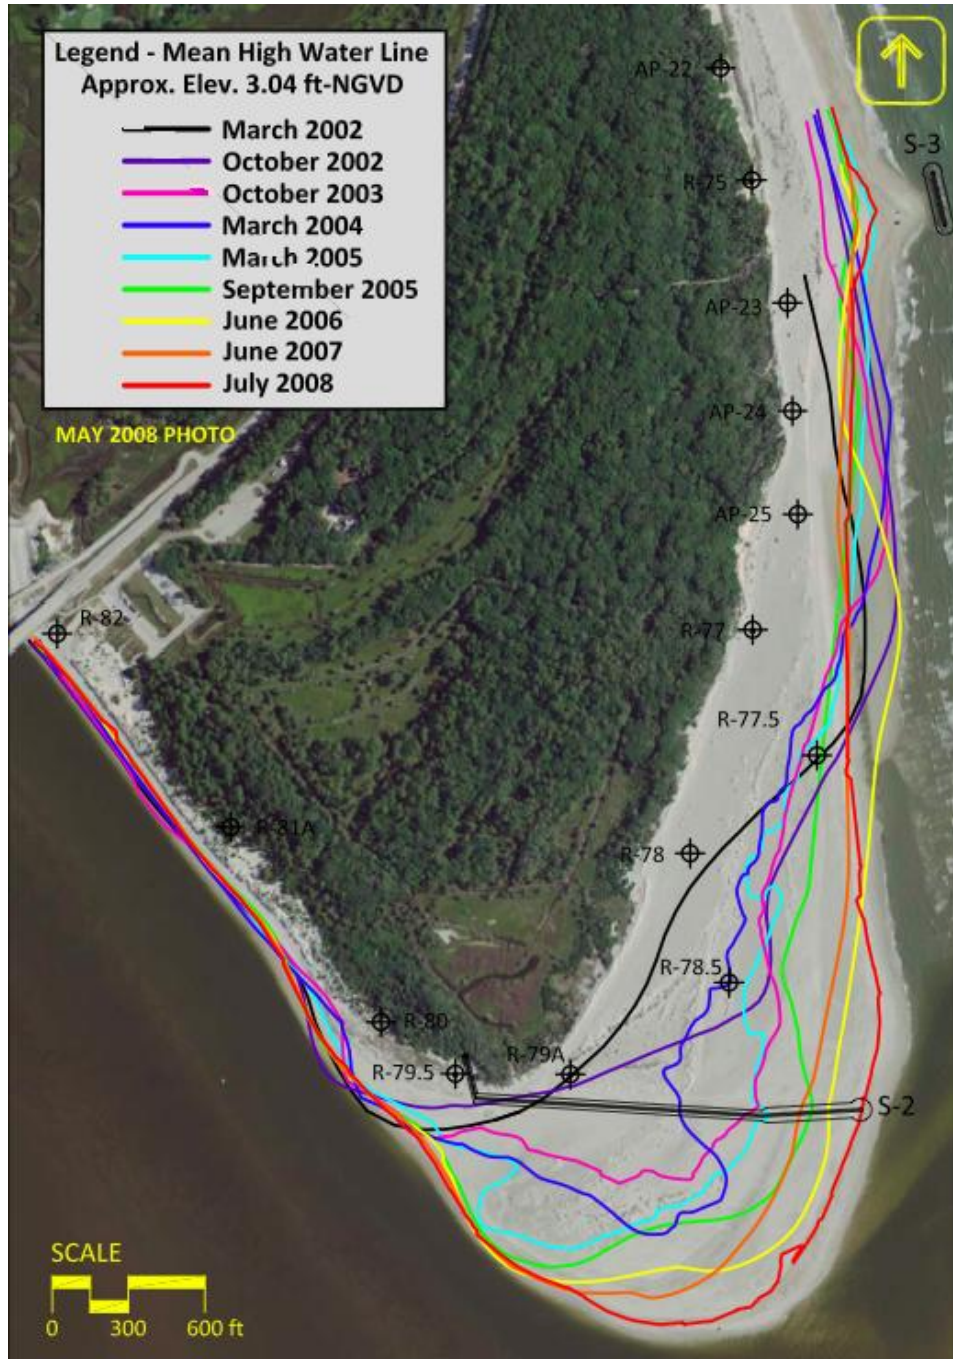 Legend - Mean High Water Line
Approx. Elev. 3.04 ft-NGVD
March 2002
October 2002
October 2003
March 2004
March 2005
September 2005
June 2006
June 2007
July 2008
MAY 2008 PHOTO
AP-22
S-3
R-75
AP-23
AP-24
AP-25
R-82
R-77
R-77.5
R-81A
R-78
R-78.5
R-80
R-79.5
R-79A
S-2
SCALE
0 300 600 ft